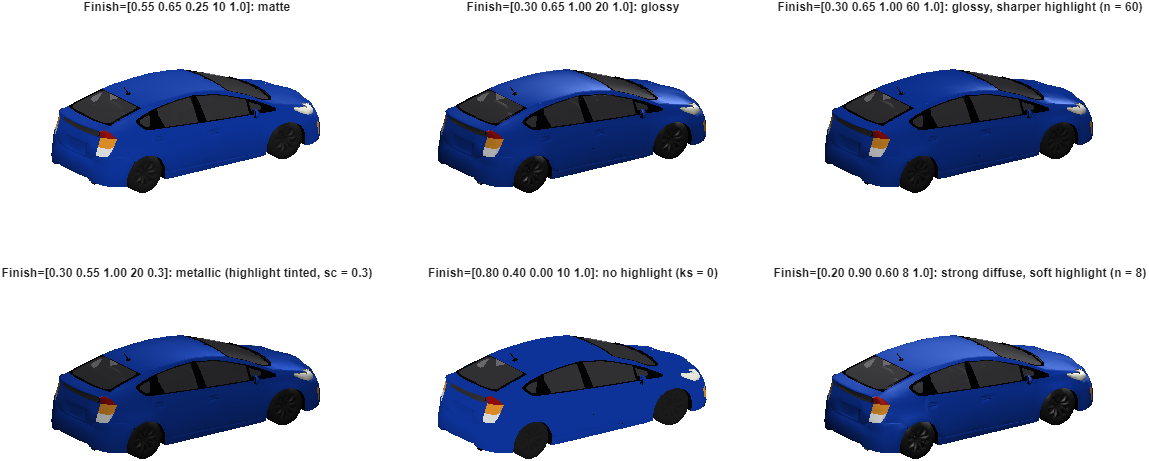 Finish=[0.55 0.65 0.25 10 1.0]: matte
Finish=[0.30 0.65 1.00 20 1.0]: glossy
Finish=[0.30 0.65 1.00 60 1.0]: glossy, sharper highlight (n = 60)
Finish=[0.30 0.55 1.00 20 0.3]: metallic (highlight tinted, sc = 0.3)
Finish=[0.80 0.40 0.00 10 1.0]: no highlight (ks = 0)
Finish=[0.20 0.90 0.60 8 1.0]: strong diffuse, soft highlight (n = 8)